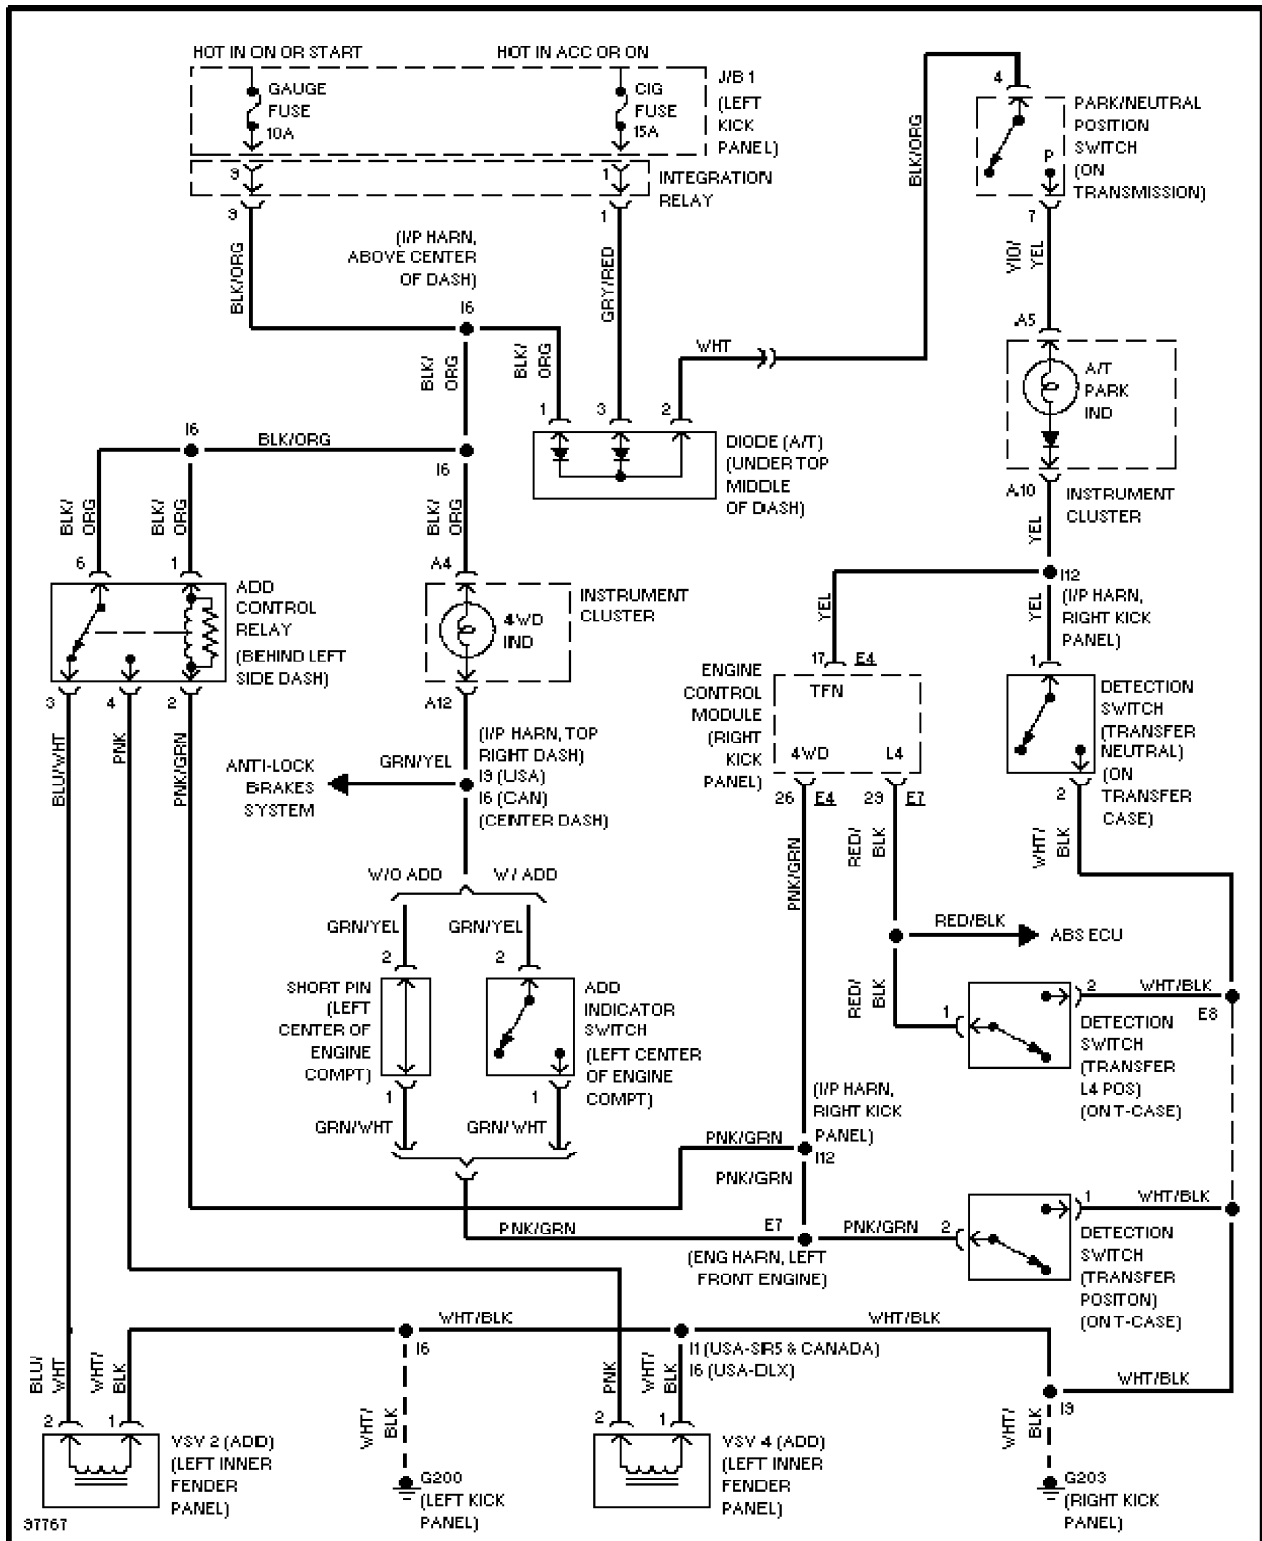 HOT IN ON OR START
HOT IN ACC OR ON
GAUGE
FUSE
10A
CIG
FUSE
15A
J/B 1
(LEFT
KICK
PANEL)
4
PARK/NEUTRAL
POSITION
SWITCH
(ON
TRANSMISSION)
P
BLK/ORG
9
1
INTEGRATION
RELAY
9
1
7
BLK/ORG
(I/P HARN,
ABOVE CENTER
OF DASH)
GRY/RED
VIO/
YEL
I6
A5
WHT
BLK/
ORG
BLK/
ORG
A/T
PARK
IND
1
3
2
I6
BLK/ORG
I6
DIODE (A/T)
(UNDER TOP
MIDDLE
OF DASH)
A10
INSTRUMENT
CLUSTER
BLK/
ORG
BLK/
ORG
BLK/
ORG
YEL
6
1
A4
I12
(I/P HARN,
RIGHT KICK
PANEL)
ADD
CONTROL
RELAY
(BEHIND LEFT
SIDE DASH)
4WD
IND
INSTRUMENT
CLUSTER
YEL
YEL
17
E4
1
3
4
2
A12
ENGINE
CONTROL
MODULE
(RIGHT
KICK
PANEL)
TFN
4WD
L4
DETECTION
SWITCH
(TRANSFER
NEUTRAL)
(ON
TRANSFER
CASE)
BLU/WHT
PNK
PNK/GRN
ANTI-LOCK
BRAKES
SYSTEM
GRN/YEL
(I/P HARN, TOP
RIGHT DASH)
I9 (USA)
I6 (CAN)
(CENTER DASH)
26
E4
29
E7
2
PNK/GRN
RED/
BLK
WHT/
BLK
W/O ADD
W/ ADD
GRN/YEL
GRN/YEL
RED/BLK
ABS ECU
2
2
RED/
BLK
SHORT PIN
(LEFT
CENTER OF
ENGINE
COMPT)
ADD
INDICATOR
SWITCH
(LEFT CENTER
OF ENGINE
COMPT)
1
2
WHT/BLK
E8
DETECTION
SWITCH
(TRANSFER
L4 POS)
(ON T-CASE)
1
1
GRN/WHT
GRN/WHT
(I/P HARN,
RIGHT KICK
PANEL)
PNK/GRN
I12
PNK/GRN
PNK/GRN
E7
(ENG HARN, LEFT
FRONT ENGINE)
PNK/GRN
2
1
WHT/BLK
DETECTION
SWITCH
(TRANSFER
POSITON)
(ON T-CASE)
WHT/BLK
WHT/BLK
I6
I1 (USA-SR5 & CANADA)
I6 (USA-DLX)
WHT/BLK
I9
BLU/
WHT
WHT/
BLK
WHT/
BLK
PNK
WHT/
BLK
WHT/
BLK
2
1
2
1
VSV 2 (ADD)
(LEFT INNER
FENDER
PANEL)
G200
(LEFT KICK
PANEL)
VSV 4 (ADD)
(LEFT INNER
FENDER
PANEL)
G203
(RIGHT KICK
PANEL)
97767